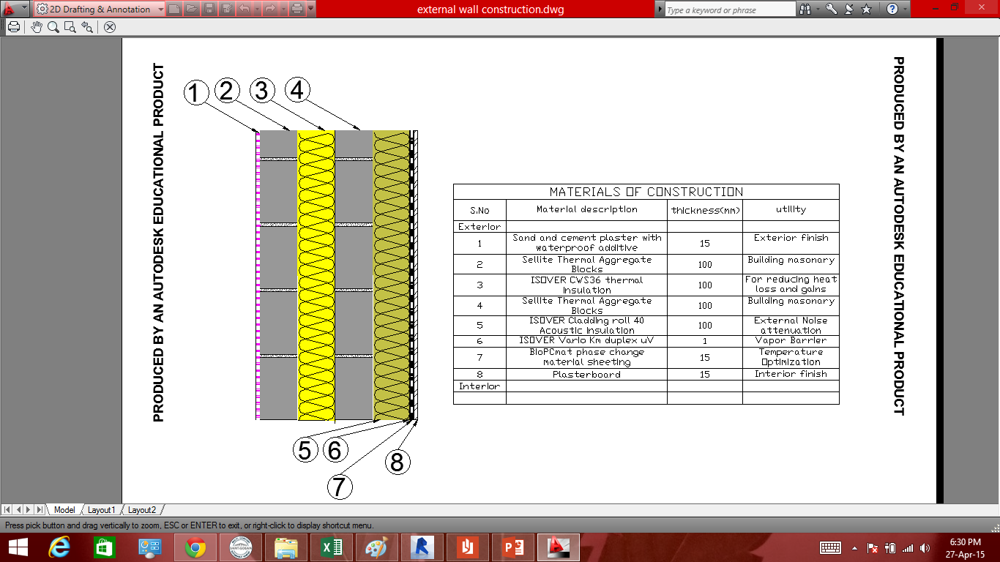 2D Drafting & Annotation
external wall construction.dwg
Type a keyword or phrase
PRODUCED BY AN AUTODESK EDUCATIONAL PRODUCT
1 2 3 4
MATERIALS OF CONSTRUCTION
S.No Material description thickness(mm) utility
Exterior
1 Sand and cement plaster with waterproof additive 15 Exterior finish
2 Sellite Thermal Aggregate Blocks 100 Building masonary
3 ISOVER CWS36 thermal insulation 100 For reducing heat loss and gains
4 Sellite Thermal Aggregate Blocks 100 Building masonary
5 ISOVER Cladding roll 40 Acoustic insulation 100 External Noise attenuation
6 ISOVER Vario Km duplex uV 1 Vapor Barrier
7 BioPCmat phase change material sheeting 15 Temperature Optimization
8 Plasterboard 15 Interior finish
Interior
5 6 7 8
PRODUCED BY AN AUTODESK EDUCATIONAL PRODUCT
Model Layout1 Layout2
Press pick button and drag vertically to zoom, ESC or ENTER to exit, or right-click to display shortcut menu.
6:30 PM
27-Apr-15